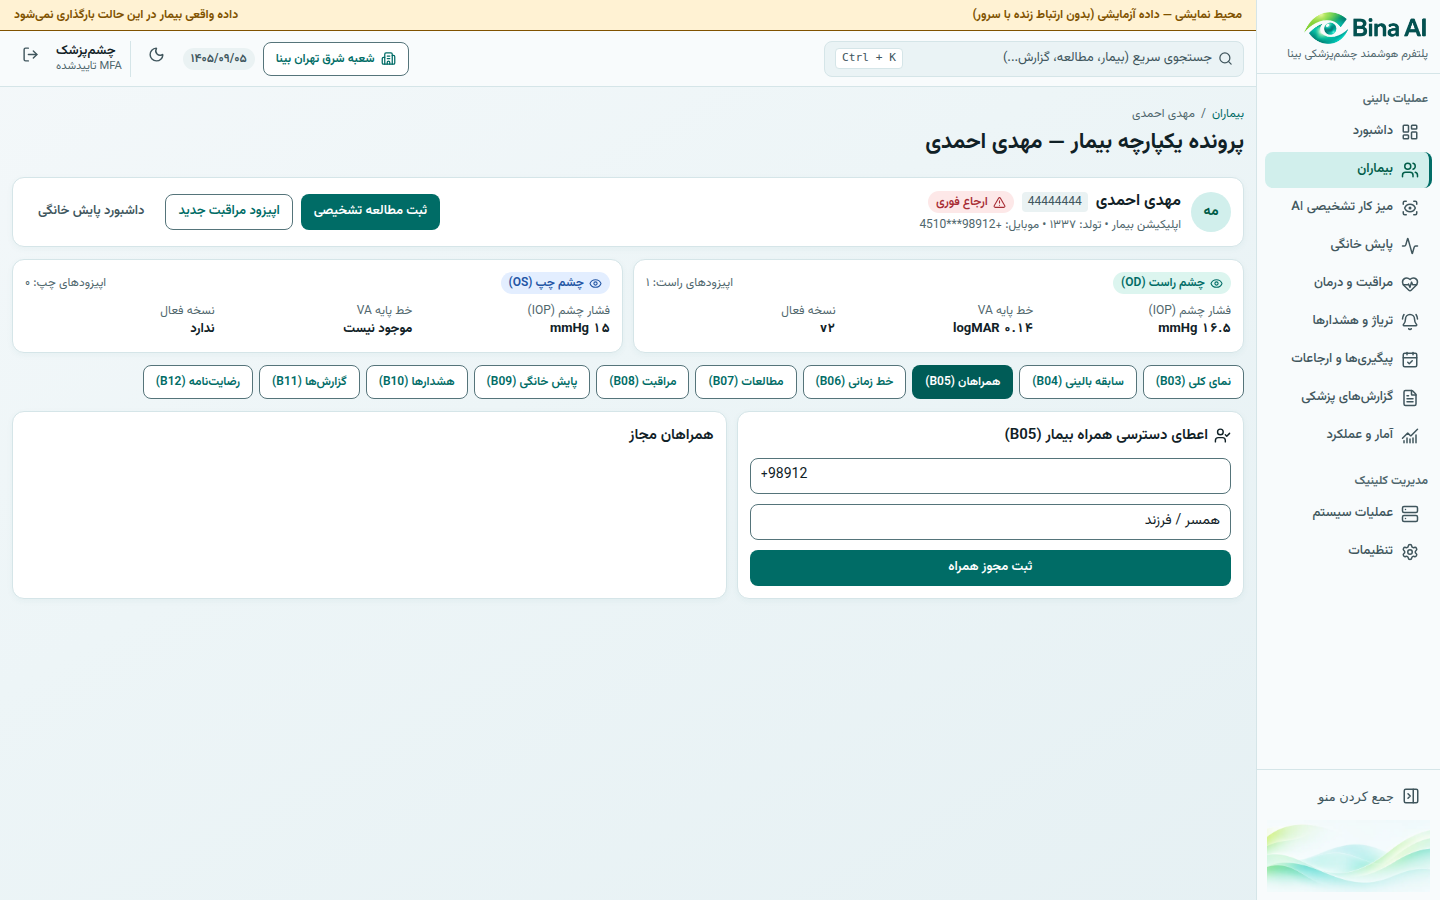 محیط نمایشی — داده آزمایشی (بدون ارتباط زنده با سرور)
داده واقعی بیمار در این حالت بارگذاری نمی‌شود
Bina AI
پلتفرم هوشمند چشم‌پزشکی بینا
عملیات بالینی
داشبورد
بیماران
میز کار تشخیصی AI
پایش خانگی
مراقبت و درمان
تریاژ و هشدارها
پیگیری‌ها و ارجاعات
گزارش‌های پزشکی
آمار و عملکرد
مدیریت کلینیک
عملیات سیستم
تنظیمات
جمع کردن منو
جستجوی سریع (بیمار، مطالعه، گزارش...)
Ctrl + K
شعبه شرق تهران بینا
۱۴۰۵/۰۹/۰۵
چشم‌پزشک
MFA تاییدشده
بیماران / مهدی احمدی
پرونده یکپارچه بیمار — مهدی احمدی
مه
مهدی احمدی 44444444 ارجاع فوری
اپلیکیشن بیمار • تولد: ۱۳۳۷ • موبایل: +98912***4510
ثبت مطالعه تشخیصی
اپیزود مراقبت جدید
داشبورد پایش خانگی
چشم راست (OD)
اپیزودهای راست: ۱
فشار چشم (IOP)
خط پایه VA
نسخه فعال
۱۶.۵ mmHg
۰.۱۴ logMAR
v۲
چشم چپ (OS)
اپیزودهای چپ: ۰
فشار چشم (IOP)
خط پایه VA
نسخه فعال
۱۵ mmHg
موجود نیست
ندارد
نمای کلی (B03)
سابقه بالینی (B04)
همراهان (B05)
خط زمانی (B06)
مطالعات (B07)
مراقبت (B08)
پایش خانگی (B09)
هشدارها (B10)
گزارش‌ها (B11)
رضایت‌نامه (B12)
اعطای دسترسی همراه بیمار (B05)
+98912
همسر / فرزند
ثبت مجوز همراه
همراهان مجاز